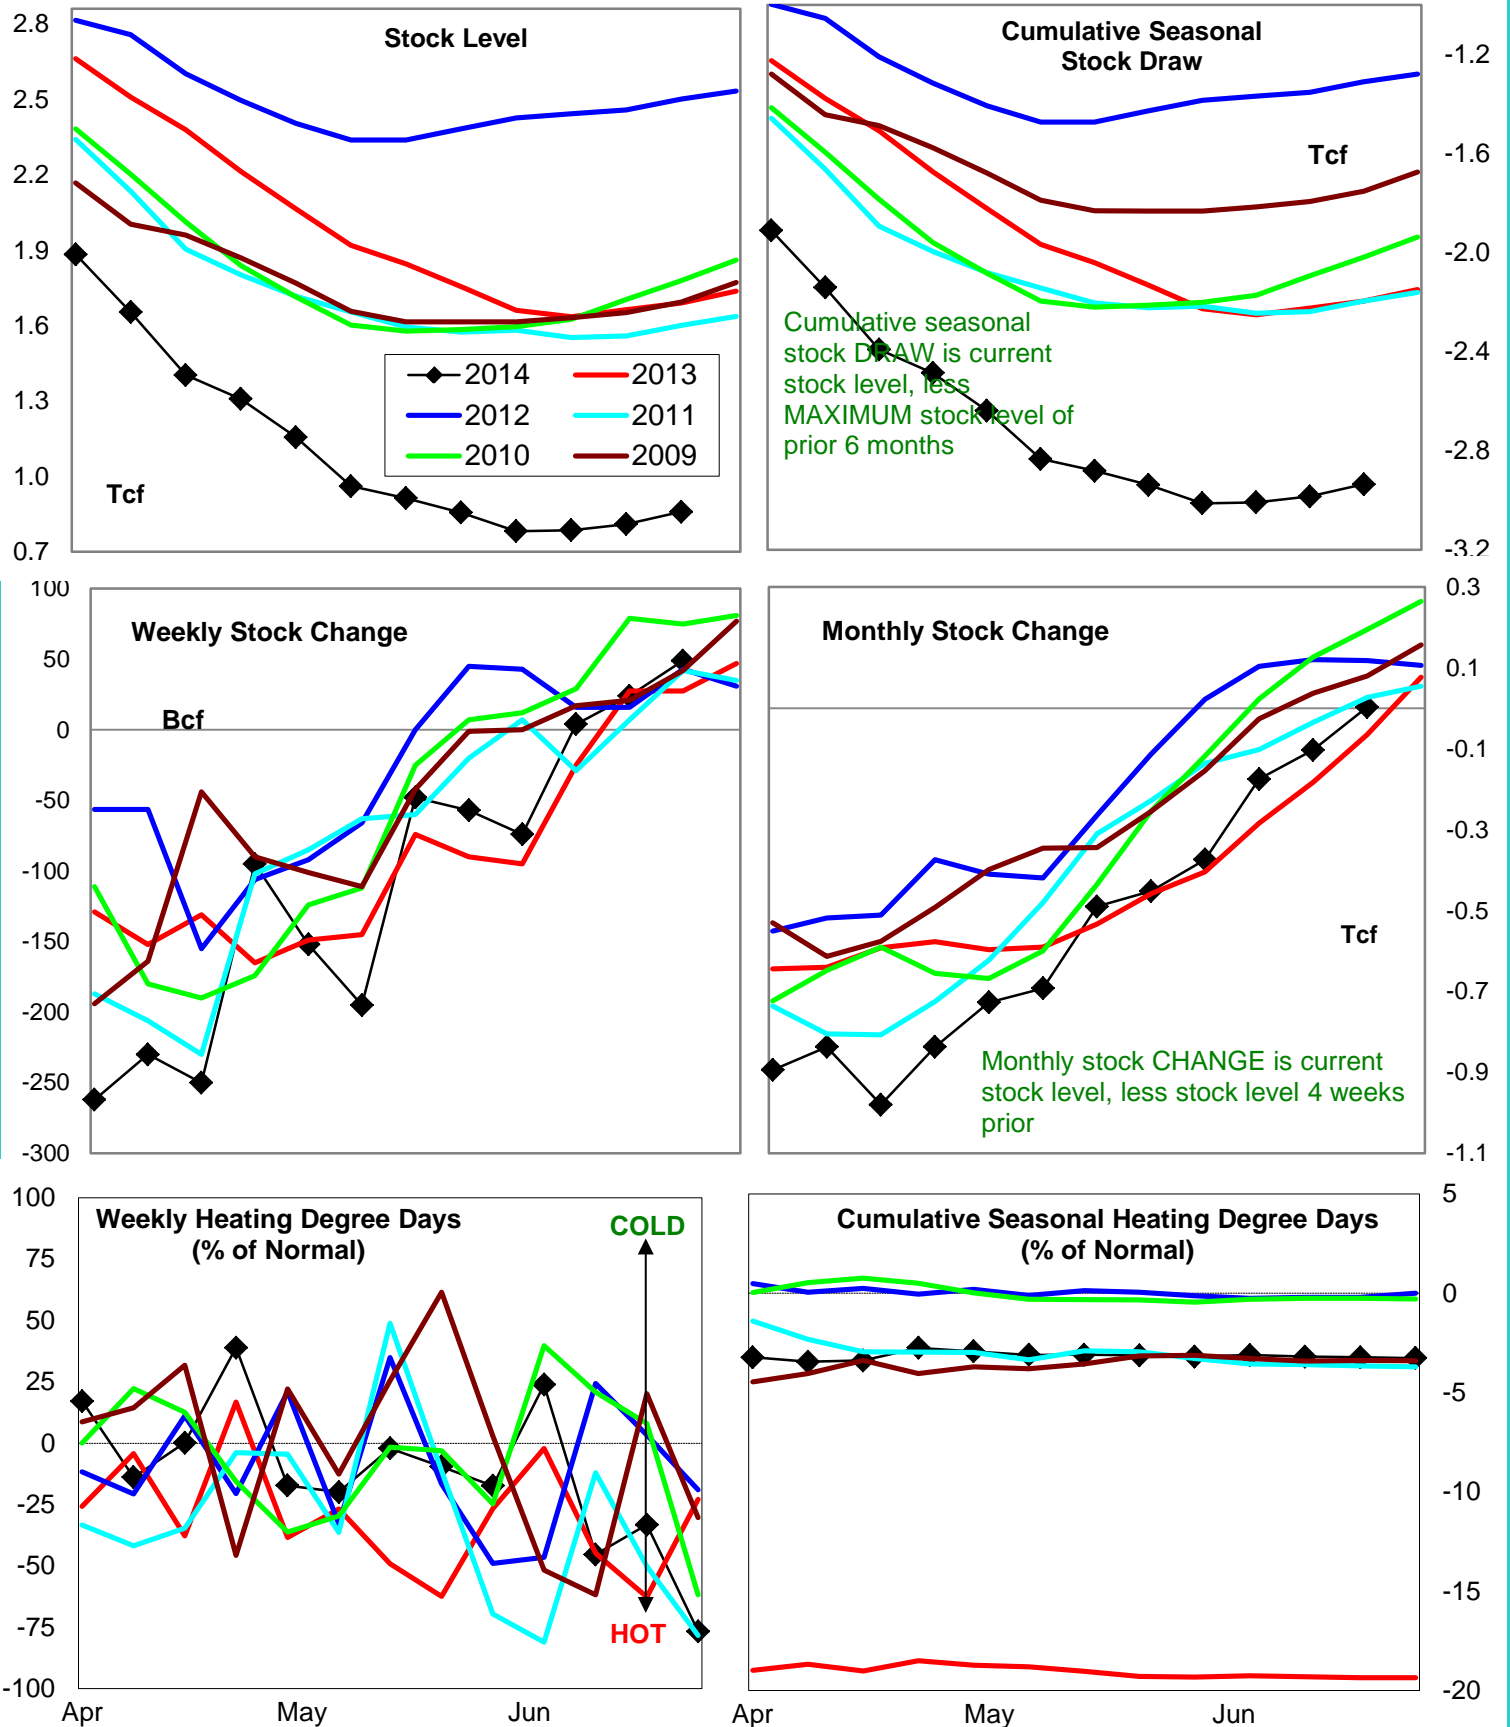 Stock Level
2.8
2.5
2.2
1.9
1.6
1.3
1.0
0.7
Tcf
2014
2013
2012
2011
2010
2009
Cumulative Seasonal
Stock Draw
Tcf
-1.2
-1.6
-2.0
-2.4
-2.8
-3.2
Cumulative seasonal
stock DRAW is current
stock level, less
MAXIMUM stock level of
prior 6 months
Weekly Stock Change
Bcf
100
50
0
-50
-100
-150
-200
-250
-300
Monthly Stock Change
0.3
0.1
-0.1
-0.3
-0.5
-0.7
-0.9
-1.1
Tcf
Monthly stock CHANGE is current
stock level, less stock level 4 weeks
prior
Weekly Heating Degree Days
(% of Normal)
COLD
HOT
100
75
50
25
0
-25
-50
-75
-100
Apr
May
Jun
Cumulative Seasonal Heating Degree Days
(% of Normal)
5
0
-5
-10
-15
-20
Apr
May
Jun